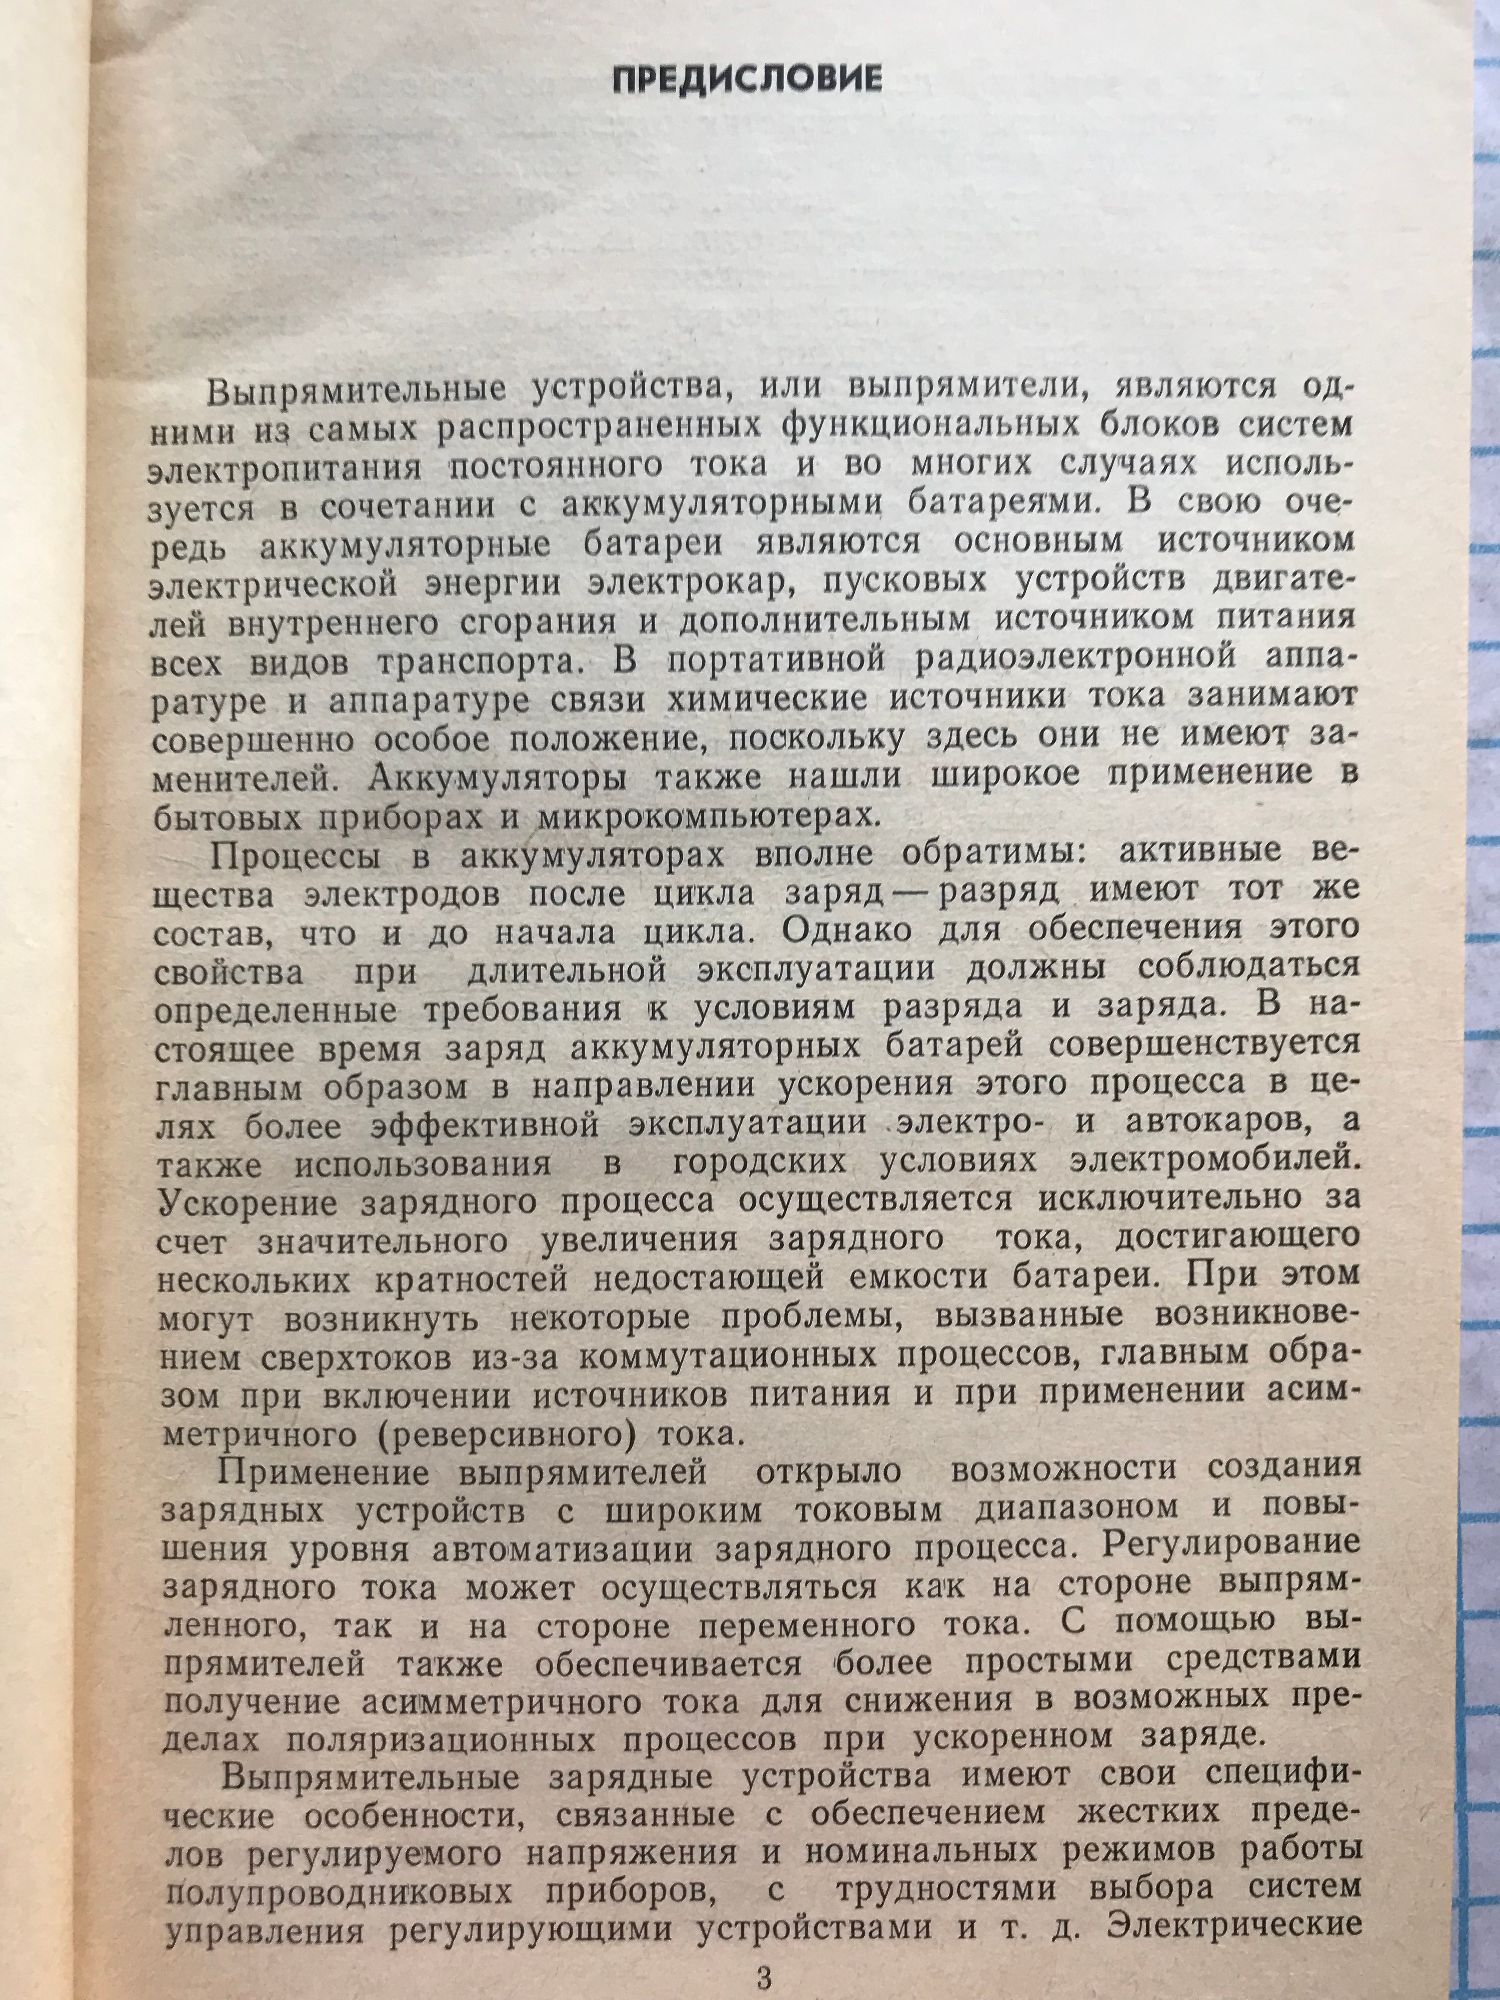 ПРЕДИСЛОВИЕ
Выпрямительные устройства, или выпрямители, являются од-
ними из самых распространенных функциональных блоков систем
электропитания постоянного тока и во многих случаях исполь-
зуется в сочетании с аккумуляторными батареями. В свою оче-
редь аккумуляторные батареи являются основным источником
электрической энергии электрокар, пусковых устройств двигате-
лей внутреннего сгорания и дополнительным источником питания
всех видов транспорта. В портативной радиоэлектронной аппа-
ратуре и аппаратуре связи химические источники тока занимают
совершенно особое положение, поскольку здесь они не имеют за-
менителей. Аккумуляторы также нашли широкое применение в
бытовых приборах и микрокомпьютерах.
Процессы в аккумуляторах вполне обратимы: активные ве-
щества электродов после цикла заряд — разряд имеют тот же
состав, что и до начала цикла. Однако для обеспечения этого
свойства при длительной эксплуатации должны соблюдаться
определенные требования к условиям разряда и заряда. В на-
стоящее время заряд аккумуляторных батарей совершенствуется
главным образом в направлении ускорения этого процесса в це-
лях более эффективной эксплуатации электро- и автокаров, а
также использования в городских условиях электромобилей.
Ускорение зарядного процесса осуществляется исключительно за
счет значительного увеличения зарядного тока, достигающего
нескольких кратностей недостающей емкости батареи. При этом
могут возникнуть некоторые проблемы, вызванные возникнове-
нием сверхтоков из-за коммутационных процессов, главным обра-
зом при включении источников питания и при применении асим-
метричного (реверсивного) тока.
Применение выпрямителей открыло возможности создания
зарядных устройств с широким токовым диапазоном и повы-
шения уровня автоматизации зарядного процесса. Регулирование
зарядного тока может осуществляться как на стороне выпрям-
ленного, так и на стороне переменного тока. С помощью вы-
прямителей также обеспечивается более простыми средствами
получение асимметричного тока для снижения в возможных пре-
делах поляризационных процессов при ускоренном заряде.
Выпрямительные зарядные устройства имеют свои специфи-
ческие особенности, связанные с обеспечением жестких преде-
лов регулируемого напряжения и номинальных режимов работы
полупроводниковых приборов, с трудностями выбора систем
управления регулирующими устройствами и т. д. Электрические
3